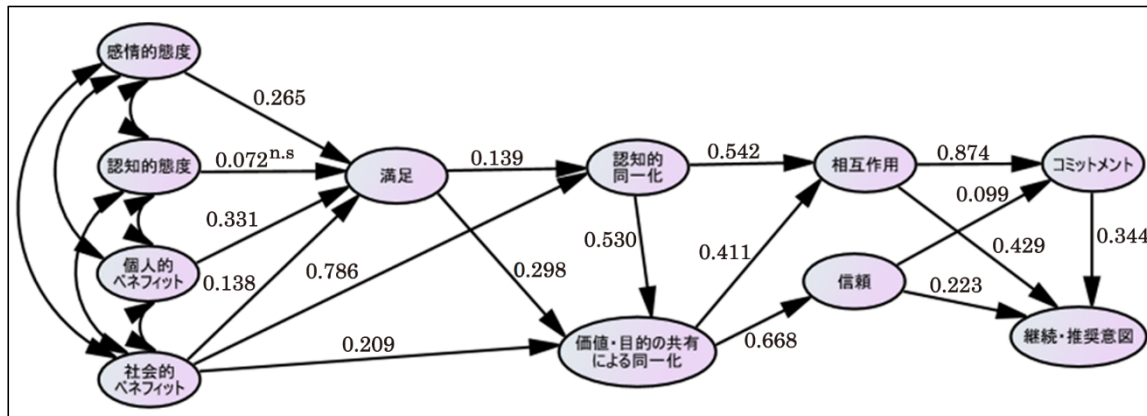 感情的態度
0.265
認知的態度
0.072n.s
満足
0.139
認知的
同一化
0.542
相互作用
0.874
コミットメント
0.099
0.331
個人的
ベネフィット
0.138
0.786
0.298
0.530
0.411
信頼
0.429
0.344
0.223
社会的
ベネフィット
0.209
価値・目的の共有
による同一化
0.668
継続・推奨意図